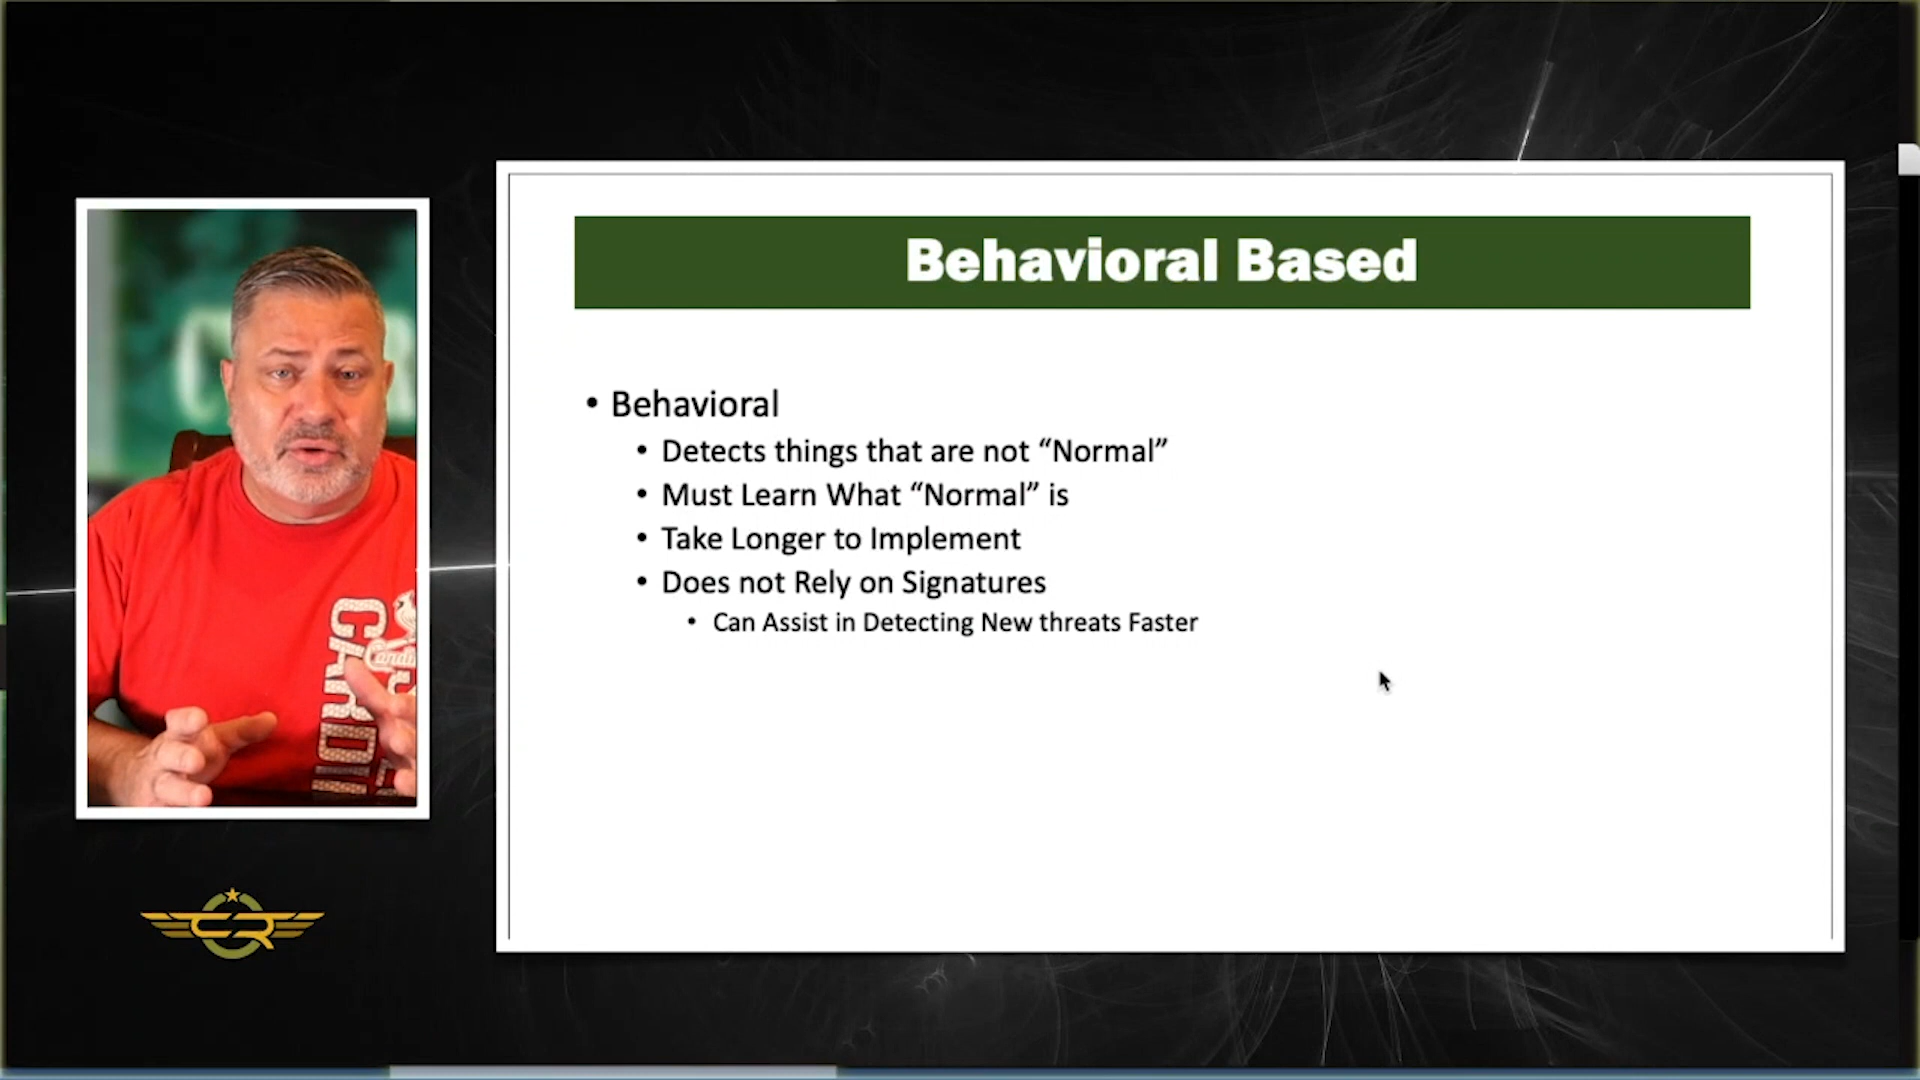 Behavioral Based
• Behavioral
• Detects things that are not “Normal”
• Must Learn What “Normal” is
• Take Longer to Implement
• Does not Rely on Signatures
• Can Assist in Detecting New threats Faster
CR